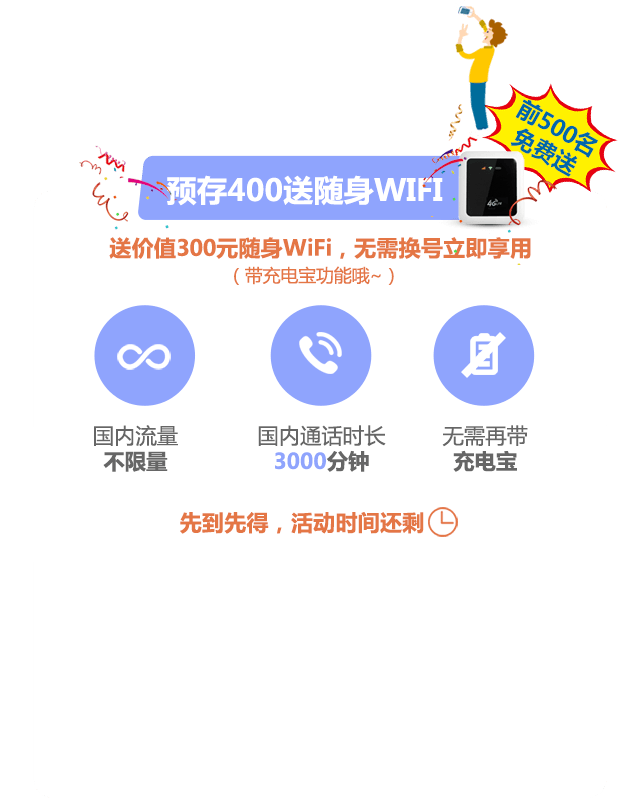 前500名
免费送
预存400送随身WIFI
4G
送价值300元随身WiFi，无需换号立即享用
（带充电宝功能哦~）
国内流量
不限量
国内通话时长
3000分钟
无需再带
充电宝
先到先得，活动时间还剩